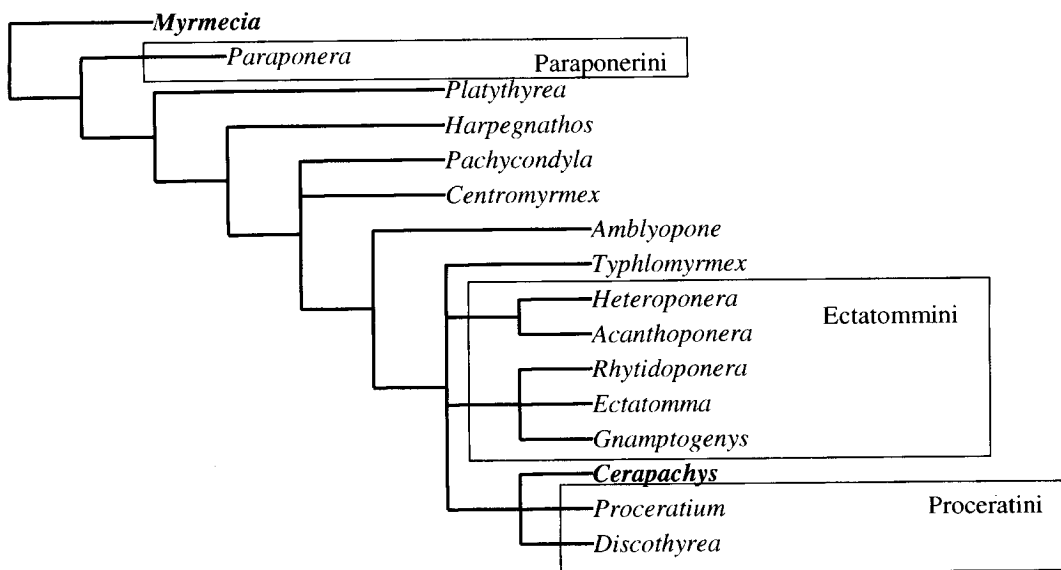 Myrmecia
Paraponera
Paraponerini
Platythyrea
Harpegnathos
Pachycondyla
Centromyrmex
Amblyopone
Typhlomyrmex
Heteroponera
Ectatommini
Acanthoponera
Rhytidoponera
Ectatomma
Gnamptogenys
Cerapachys
Proceratium
Proceratini
Discothyrea